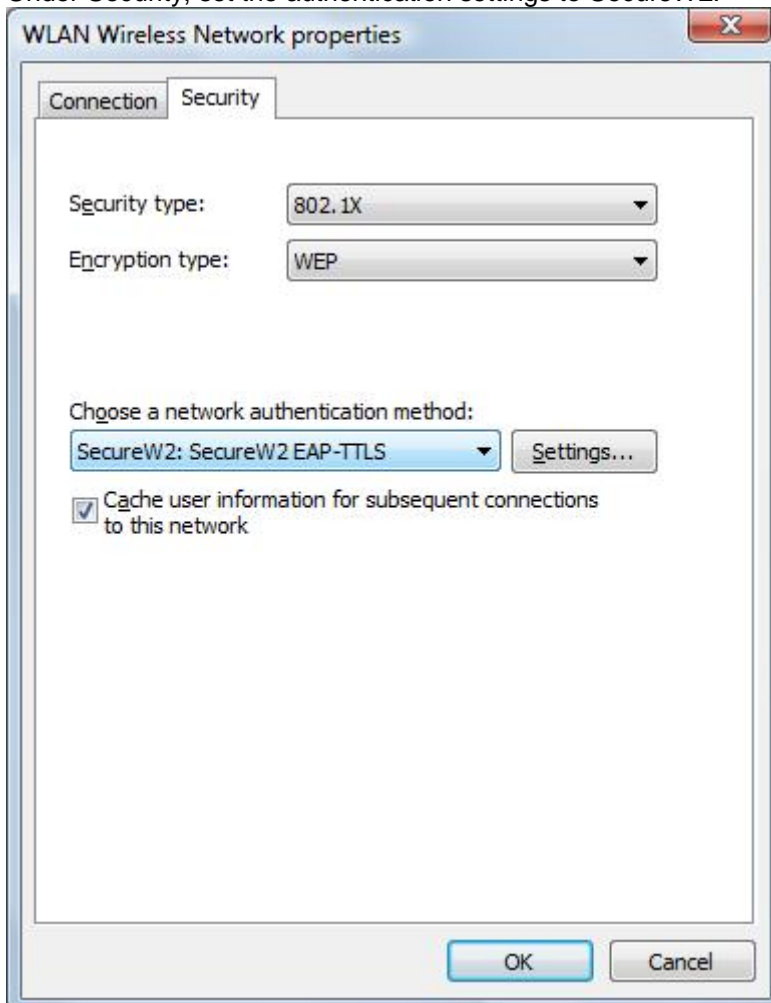 Under Security, set the authentication settings to SecureW2.
WLAN Wireless Network properties
Connection
Security
Security type:
802.1X
Encryption type:
WEP
Choose a network authentication method:
SecureW2: SecureW2 EAP-TTLS
Settings...
Cache user information for subsequent connections
to this network
OK
Cancel